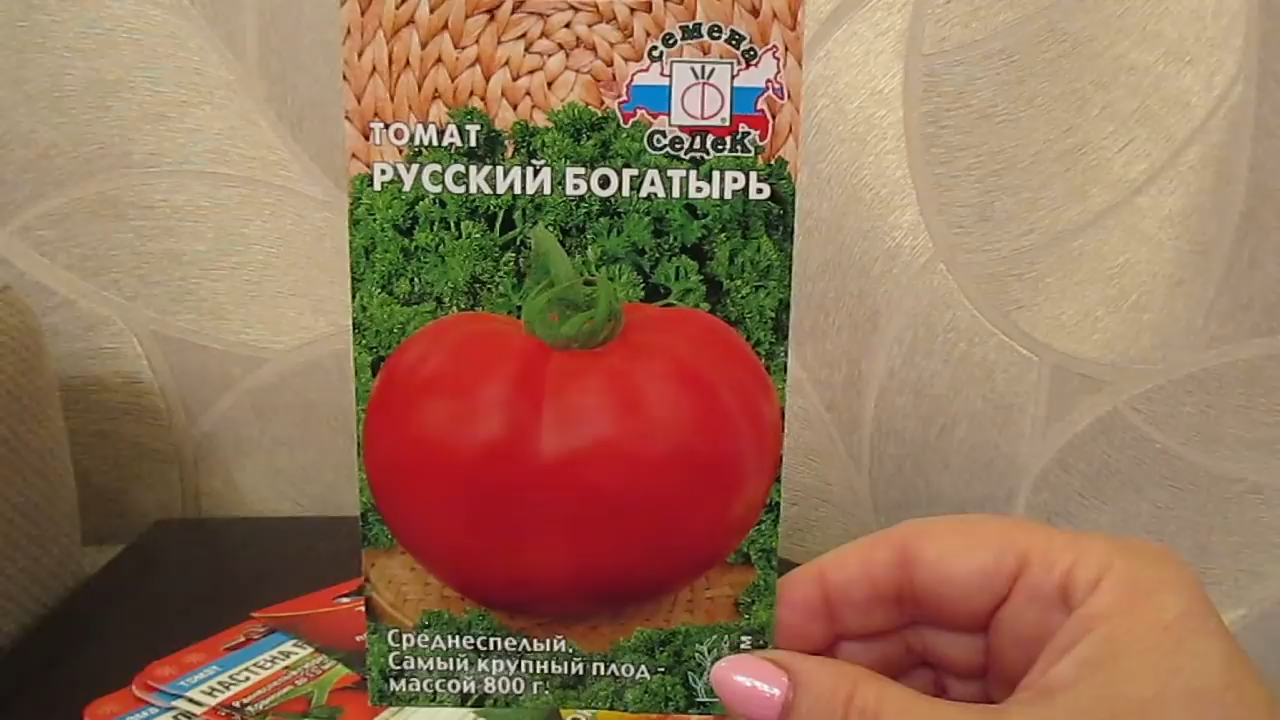 семена
СеДеК
ТОМАТ
РУССКИЙ БОГАТЫРЬ
Среднеспелый.
Самый крупный плод -
массой 800 г.
ТОМАТ
НАСТЕНА